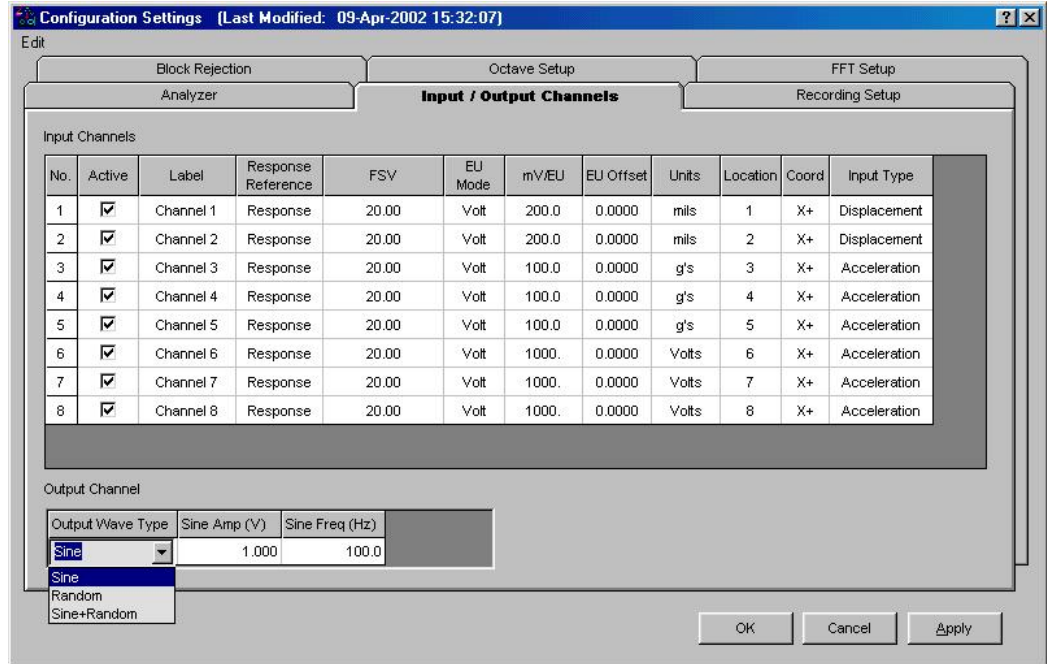 Configuration Settings (Last Modified: 09-Apr-2002 15:32:07)
Edit
Block Rejection Octave Setup FFT Setup
Analyzer Input / Output Channels Recording Setup
Input Channels
No. Active Label Response Reference FSV EU Mode mV/EU EU Offset Units Location Coord Input Type
1 Channel 1 Response 20.00 Volt 200.0 0.0000 mils 1 X+ Displacement
2 Channel 2 Response 20.00 Volt 200.0 0.0000 mils 2 X+ Displacement
3 Channel 3 Response 20.00 Volt 100.0 0.0000 g's 3 X+ Acceleration
4 Channel 4 Response 20.00 Volt 100.0 0.0000 g's 4 X+ Acceleration
5 Channel 5 Response 20.00 Volt 100.0 0.0000 g's 5 X+ Acceleration
6 Channel 6 Response 20.00 Volt 1000. 0.0000 Volts 6 X+ Acceleration
7 Channel 7 Response 20.00 Volt 1000. 0.0000 Volts 7 X+ Acceleration
8 Channel 8 Response 20.00 Volt 1000. 0.0000 Volts 8 X+ Acceleration
Output Channel
Output Wave Type Sine Amp (V) Sine Freq (Hz)
Sine 1.000 100.0
Sine
Random
Sine+Random
OK Cancel Apply